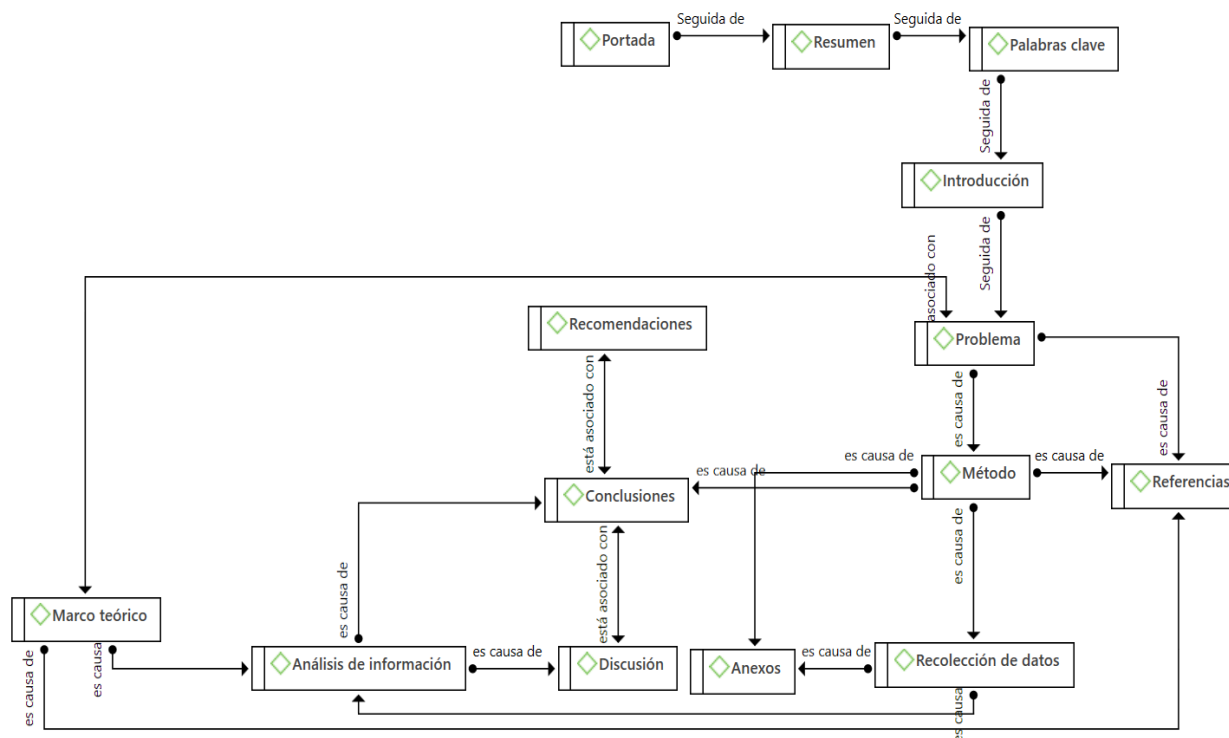 Seguida de
Seguida de
Portada
Resumen
Palabras clave
Seguida de
Introducción
Seguida de
asociado con
Recomendaciones
Problema
está asociado con
es causa de
es causa de
es causa de
es causa de
es causa de
Conclusiones
Método
Referencias
es causa de
es causa de
está asociado con
Marco teórico
es causa de
es causa
Análisis de información
es causa de
Discusión
Anexos
es causa de
Recolección de datos
es causa